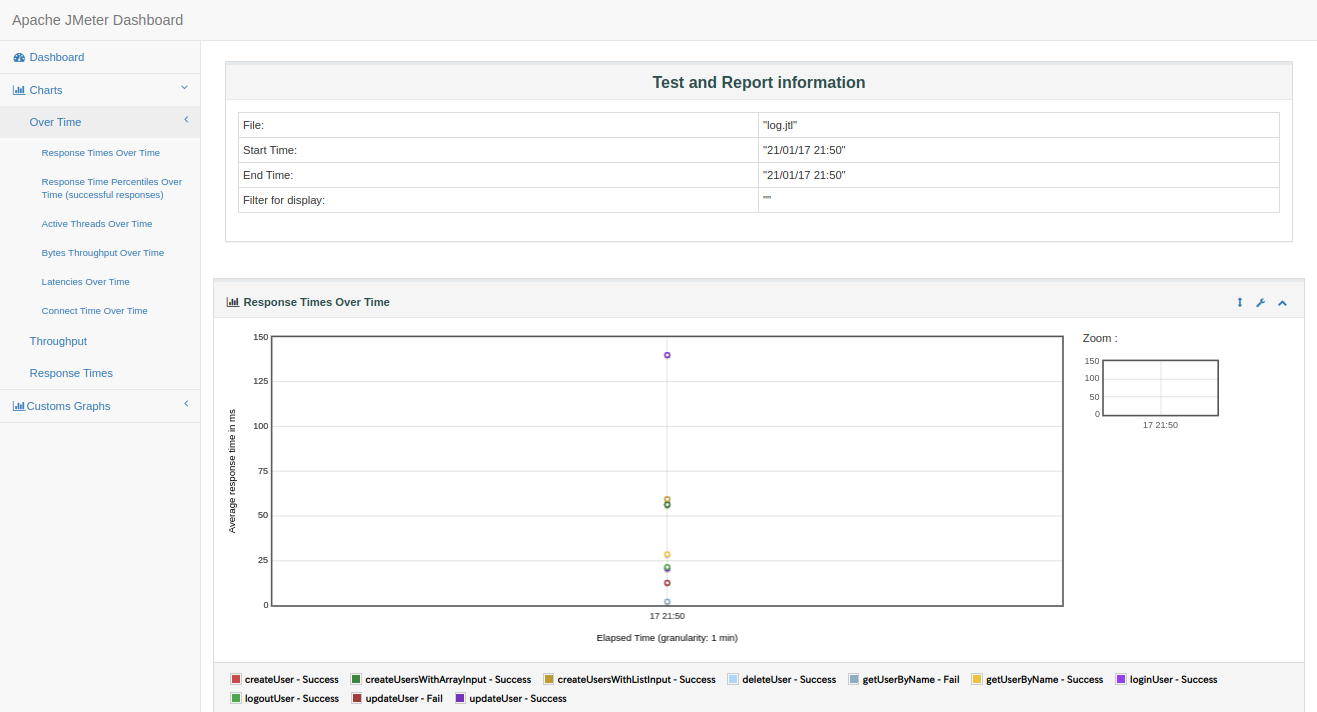 Apache JMeter Dashboard
Dashboard
Charts
Over Time
Response Times Over Time
Response Time Percentiles Over
Time (successful responses)
Active Threads Over Time
Bytes Throughput Over Time
Latencies Over Time
Connect Time Over Time
Throughput
Response Times
Customs Graphs
Test and Report information
File: "log.jtl"
Start Time: "21/01/17 21:50"
End Time: "21/01/17 21:50"
Filter for display: ""
Response Times Over Time
Average response time in ms
150
125
100
75
50
25
0
17 21:50
Elapsed Time (granularity: 1 min)
Zoom :
150
100
50
0
17 21:50
createUser - Success createUsersWithArrayInput - Success createUsersWithListInput - Success deleteUser - Success getUserByName - Fail getUserByName - Success loginUser - Success
logoutUser - Success updateUser - Fail updateUser - Success